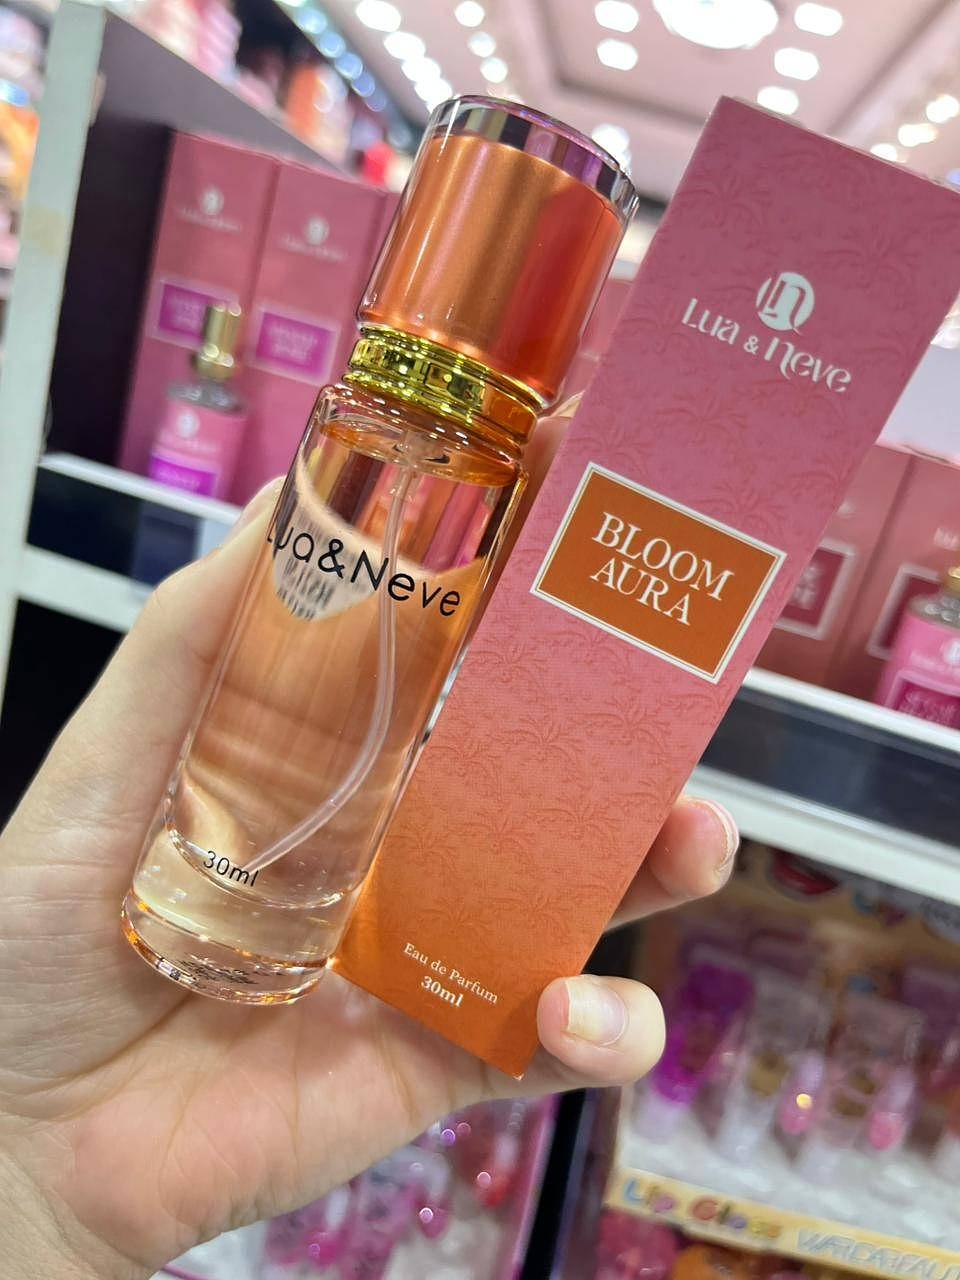 Lua & Neve
BLOOM
AURA
Eau de Parfum
30ml
Lua&Neve
30ml
Lip Gloss